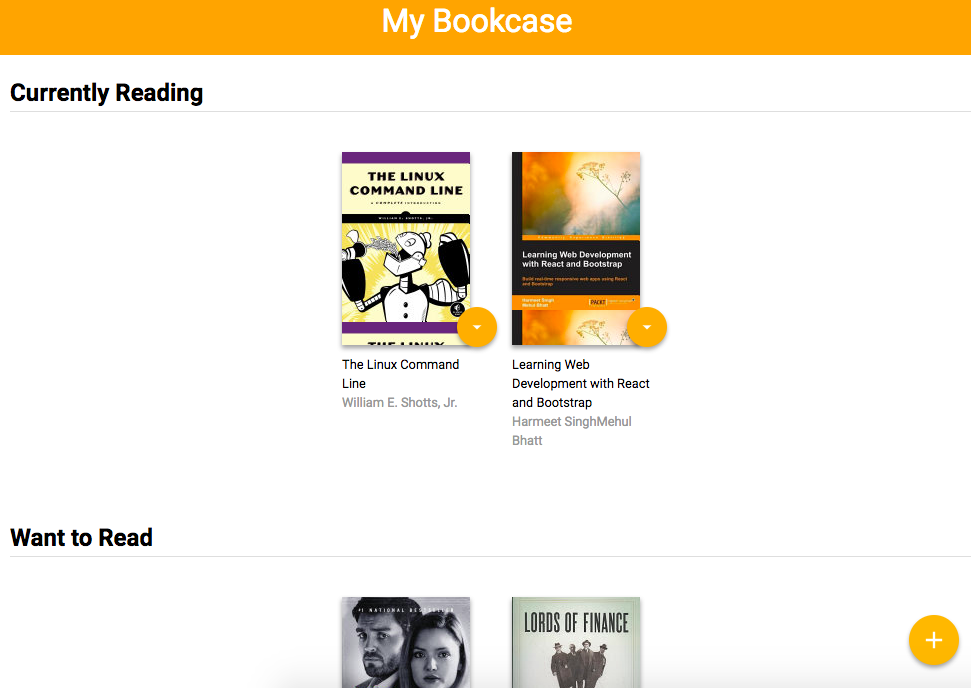 My Bookcase
Currently Reading
THE LINUX
COMMAND LINE
A COMPLETE INTRODUCTION
WILLIAM E. SHOTTS, JR.
THE LINUX
Learning Web Development
with React and Bootstrap
Build real-time responsive web apps using React
and Bootstrap
Harmeet Singh
Mehul Bhatt
PACKT
The Linux Command
Line
William E. Shotts, Jr.
Learning Web
Development with React
and Bootstrap
Harmeet SinghMehul
Bhatt
Want to Read
#1 NATIONAL BESTSELLER
LORDS OF FINANCE
+